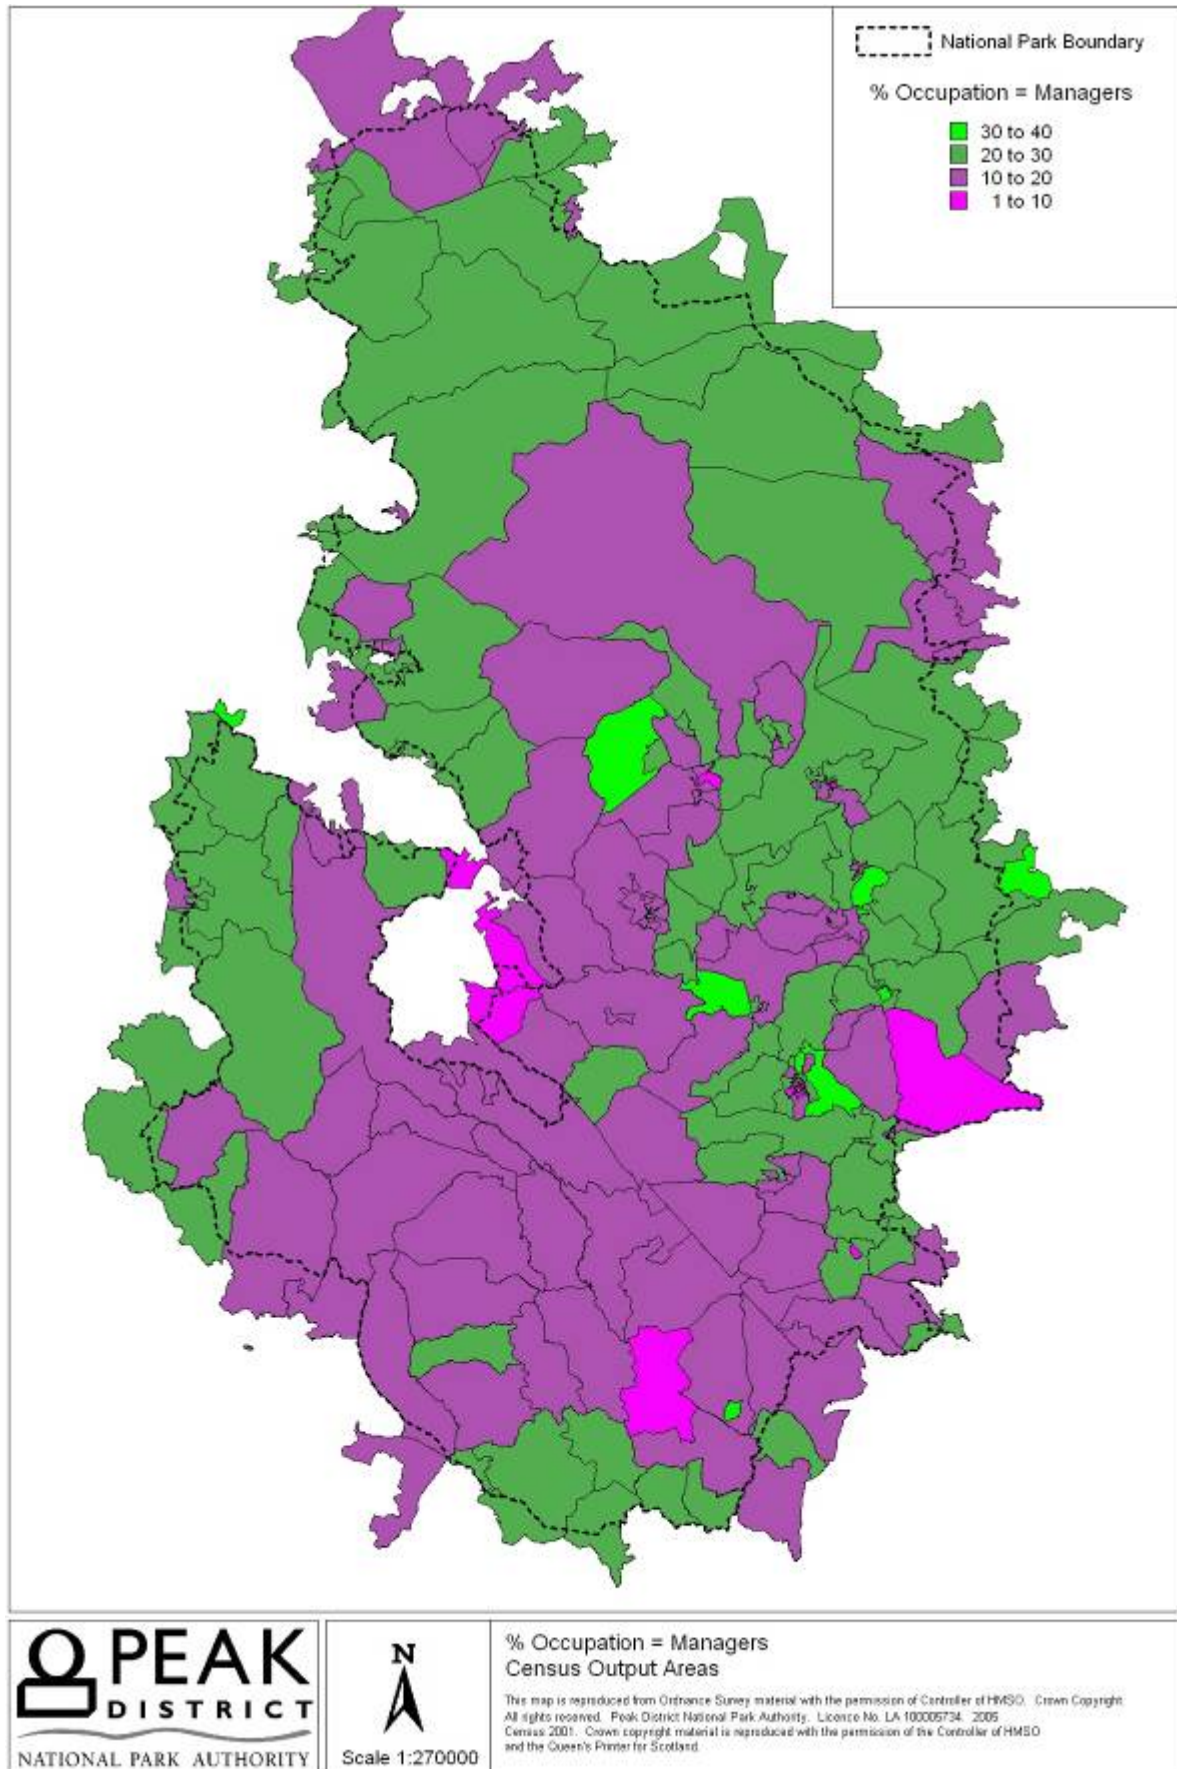 National Park Boundary
% Occupation = Managers
30 to 40
20 to 30
10 to 20
1 to 10
PEAK
DISTRICT
NATIONAL PARK AUTHORITY
N
Scale 1:270000
% Occupation = Managers
Census Output Areas
This map is reproduced from Ordnance Survey material with the permission of Controller of HMSO. Crown Copyright.
All rights reserved. Peak District National Park Authority. Licence No. LA 100005734. 2005
Census 2001. Crown copyright material is reproduced with the permission of the Controller of HMSO
and the Queen's Printer for Scotland.